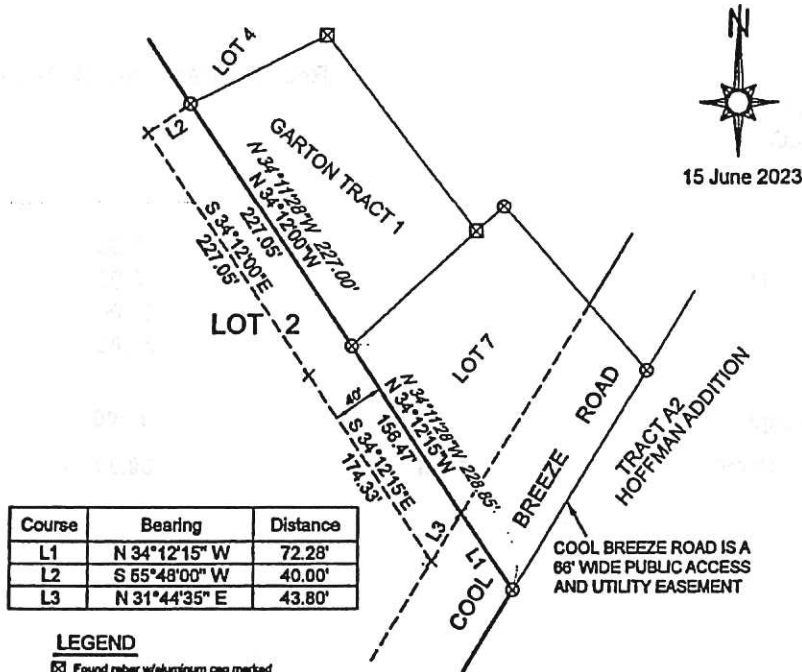 N
15 June 2023
LOT 4
L2
GARTON TRACT 1
N 34°11'28"W 227.00'
N 34°12'00"W
227.05'
S 34°12'00"E
227.05'
LOT 2
LOT 7
40'
N 34°11'28"W 228.85'
N 34°12'15"W
156.47'
S 34°12'15"E
174.33'
L3
L1
COOL BREEZE ROAD
TRACT A2
HOFFMAN ADDITION
COOL BREEZE ROAD IS A
66' WIDE PUBLIC ACCESS
AND UTILITY EASEMENT
Course Bearing Distance
L1 N 34°12'15" W 72.28'
L2 S 55°48'00" W 40.00'
L3 N 31°44'35" E 43.80'
LEGEND
Found rebar w/aluminum cap marked